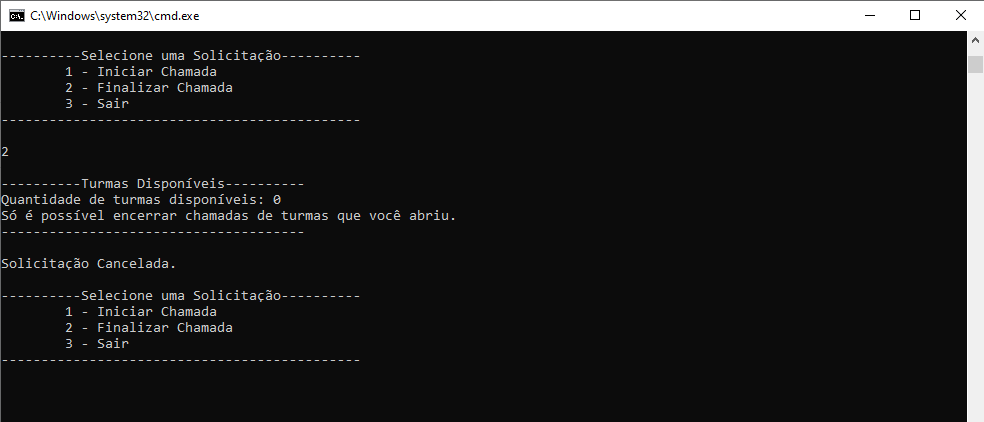 C:\Windows\system32\cmd.exe
----------Selecione uma Solicitação----------
1 - Iniciar Chamada
2 - Finalizar Chamada
3 - Sair
---------------------------------------------
2
----------Turmas Disponíveis----------
Quantidade de turmas disponíveis: 0
Só é possível encerrar chamadas de turmas que você abriu.
--------------------------------------
Solicitação Cancelada.
----------Selecione uma Solicitação----------
1 - Iniciar Chamada
2 - Finalizar Chamada
3 - Sair
---------------------------------------------